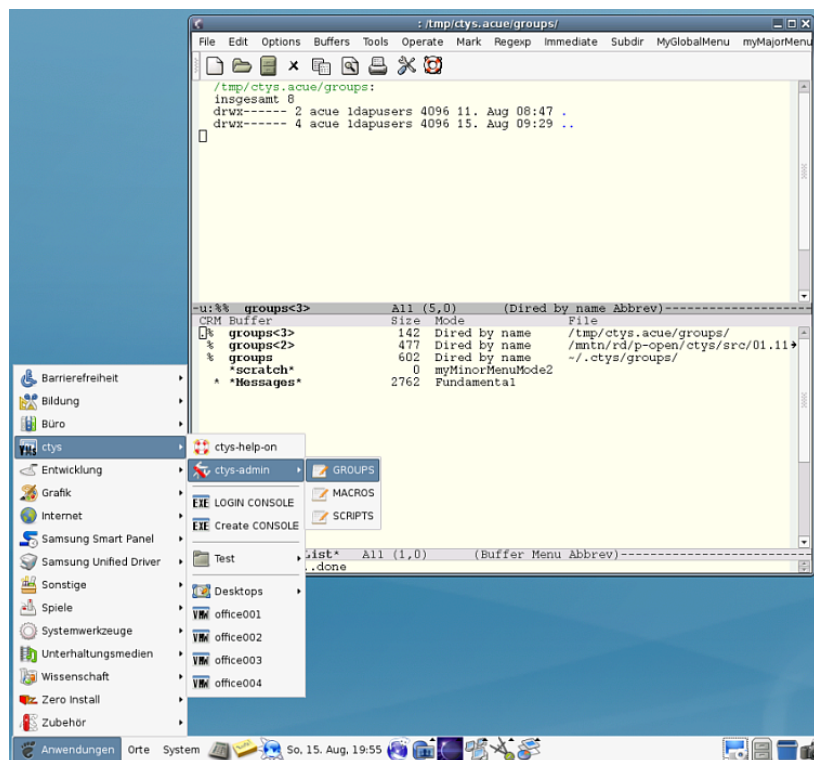 : /tmp/ctys.acue/groups/
File Edit Options Buffers Tools Operate Mark Regexp Immediate Subdir MyGlobalMenu myMajorMenu
/tmp/ctys.acue/groups:
insgesamt 8
drwx------ 2 acue ldapusers 4096 11. Aug 08:47 .
drwx------ 4 acue ldapusers 4096 15. Aug 09:29 ..
-u:%% groups<3> All (5,0) (Dired by name Abbrev)--------------------
CRM Buffer Size Mode File
.% groups<3> 142 Dired by name /tmp/ctys.acue/groups/
% groups<2> 477 Dired by name /mntn/rd/p-open/ctys/src/01.11
% groups 602 Dired by name ~/.ctys/groups/
*scratch* 0 myMinorMenuMode2
* *Messages* 2762 Fundamental
List* All (1,0) (Buffer Menu Abbrev)--------------------
..done
Barrierefreiheit
Bildung
Büro
ctys
Entwicklung
Grafik
Internet
Samsung Smart Panel
Samsung Unified Driver
Sonstige
Spiele
Systemwerkzeuge
Unterhaltungsmedien
Wissenschaft
Zero Install
Zubehör
ctys-help-on
ctys-admin
EXE LOGIN CONSOLE
EXE Create CONSOLE
Test
Desktops
VMW office001
VMW office002
VMW office003
VMW office004
GROUPS
MACROS
SCRIPTS
Anwendungen Orte System So, 15. Aug, 19:55